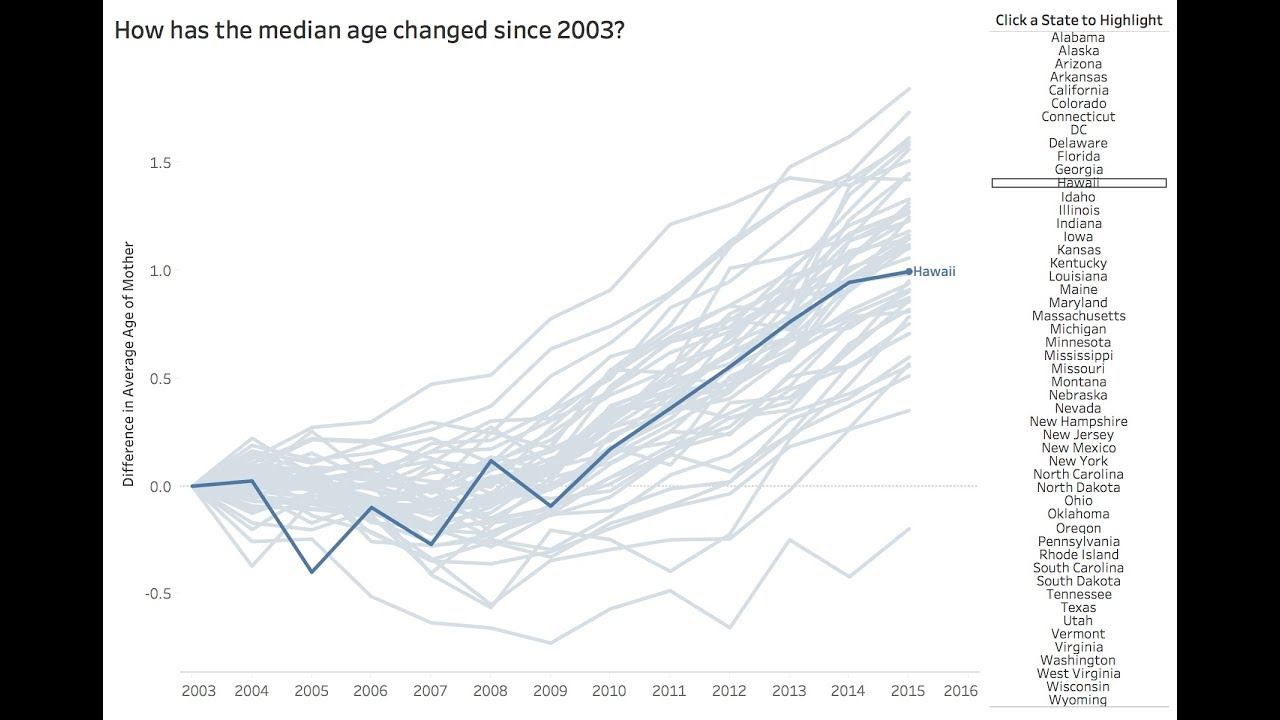 How has the median age changed since 2003?
Click a State to Highlight
Alabama
Alaska
Arizona
Arkansas
California
Colorado
Connecticut
DC
Delaware
Florida
Georgia
Hawaii
Idaho
Illinois
Indiana
Iowa
Kansas
Kentucky
Louisiana
Maine
Maryland
Massachusetts
Michigan
Minnesota
Mississippi
Missouri
Montana
Nebraska
Nevada
New Hampshire
New Jersey
New Mexico
New York
North Carolina
North Dakota
Ohio
Oklahoma
Oregon
Pennsylvania
Rhode Island
South Carolina
South Dakota
Tennessee
Texas
Utah
Vermont
Virginia
Washington
West Virginia
Wisconsin
Wyoming
Difference in Average Age of Mother
1.5
1.0
0.5
0.0
-0.5
Hawaii
2003 2004 2005 2006 2007 2008 2009 2010 2011 2012 2013 2014 2015 2016